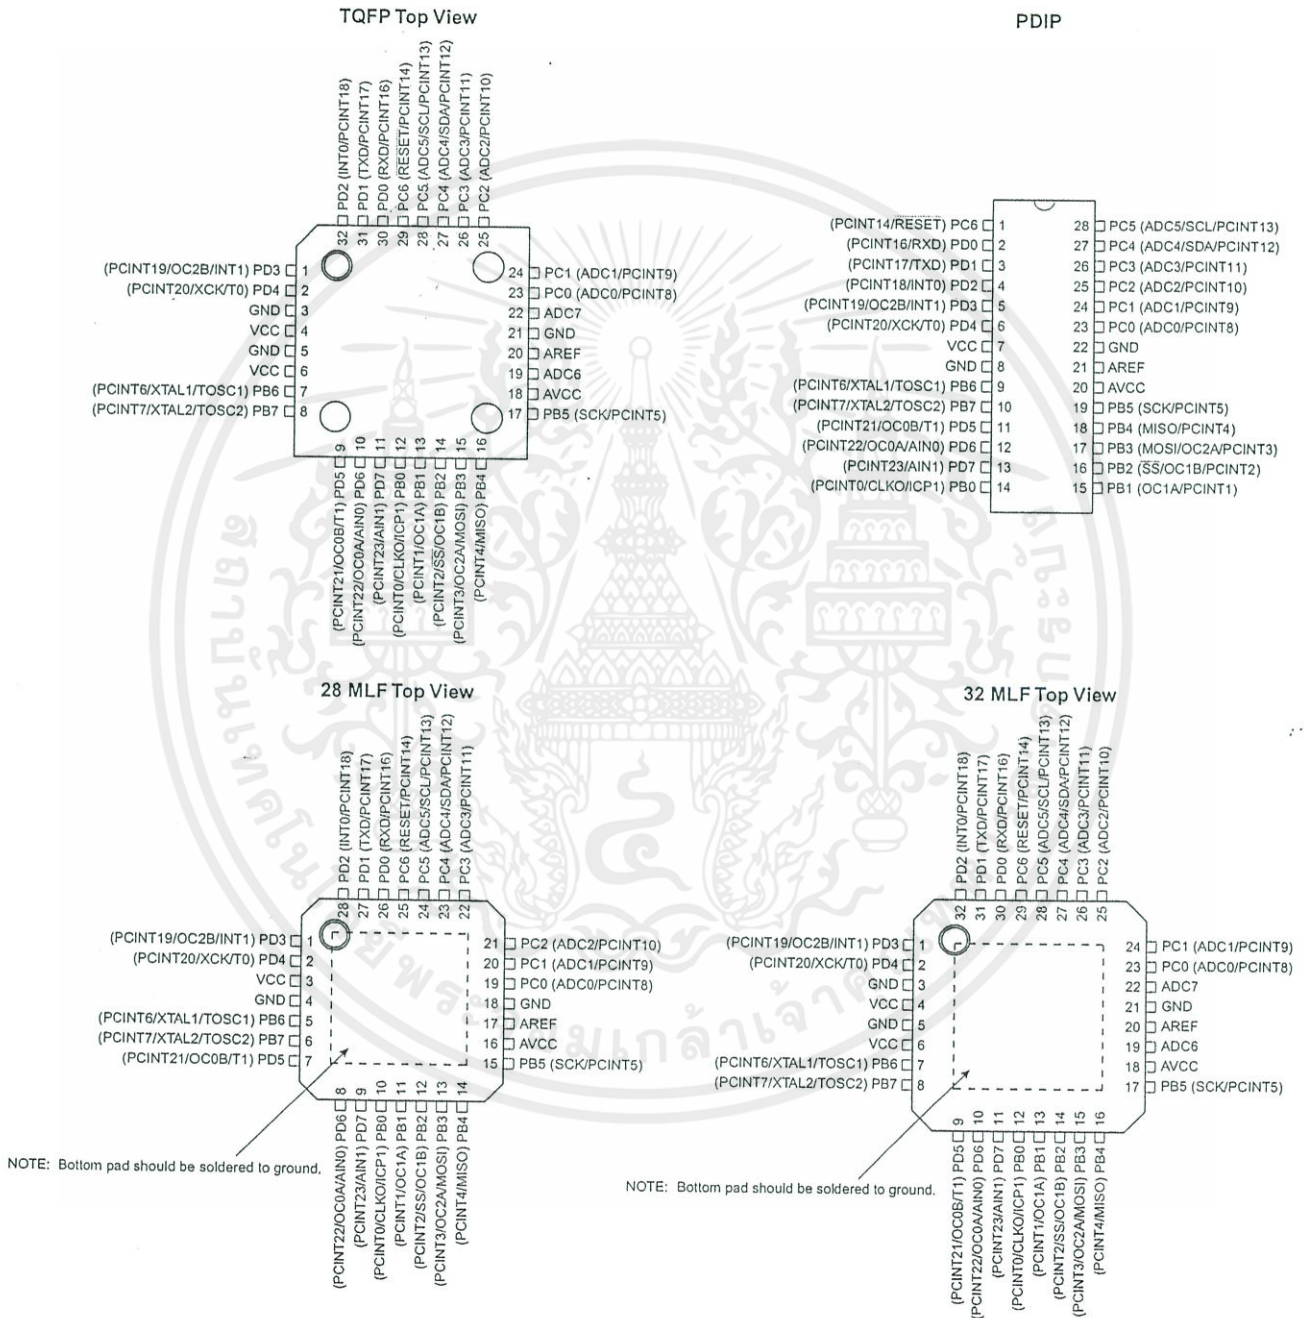 TQFP Top View
PD2 (INT0/PCINT18)
PD1 (TXD/PCINT17)
PD0 (RXD/PCINT16)
PC6 (RESET/PCINT14)
PC5 (ADC5/SCL/PCINT13)
PC4 (ADC4/SDA/PCINT12)
PC3 (ADC3/PCINT11)
PC2 (ADC2/PCINT10)
32 31 30 29 28 27 26 25
(PCINT19/OC2B/INT1) PD3 1
(PCINT20/XCK/T0) PD4 2
GND 3
VCC 4
GND 5
VCC 6
(PCINT6/XTAL1/TOSC1) PB6 7
(PCINT7/XTAL2/TOSC2) PB7 8
24 PC1 (ADC1/PCINT9)
23 PC0 (ADC0/PCINT8)
22 ADC7
21 GND
20 AREF
19 ADC6
18 AVCC
17 PB5 (SCK/PCINT5)
9 10 11 12 13 14 15 16
(PCINT21/OC0B/T1) PD5
(PCINT22/OC0A/AIN0) PD6
(PCINT23/AIN1) PD7
(PCINT0/CLKO/ICP1) PB0
(PCINT1/OC1A) PB1
(PCINT2/SS/OC1B) PB2
(PCINT3/OC2A/MOSI) PB3
(PCINT4/MISO) PB4
PDIP
(PCINT14/RESET) PC6 1
(PCINT16/RXD) PD0 2
(PCINT17/TXD) PD1 3
(PCINT18/INT0) PD2 4
(PCINT19/OC2B/INT1) PD3 5
(PCINT20/XCK/T0) PD4 6
VCC 7
GND 8
(PCINT6/XTAL1/TOSC1) PB6 9
(PCINT7/XTAL2/TOSC2) PB7 10
(PCINT21/OC0B/T1) PD5 11
(PCINT22/OC0A/AIN0) PD6 12
(PCINT23/AIN1) PD7 13
(PCINT0/CLKO/ICP1) PB0 14
28 PC5 (ADC5/SCL/PCINT13)
27 PC4 (ADC4/SDA/PCINT12)
26 PC3 (ADC3/PCINT11)
25 PC2 (ADC2/PCINT10)
24 PC1 (ADC1/PCINT9)
23 PC0 (ADC0/PCINT8)
22 GND
21 AREF
20 AVCC
19 PB5 (SCK/PCINT5)
18 PB4 (MISO/PCINT4)
17 PB3 (MOSI/OC2A/PCINT3)
16 PB2 (SS/OC1B/PCINT2)
15 PB1 (OC1A/PCINT1)
28 MLF Top View
PD2 (INT0/PCINT18)
PD1 (TXD/PCINT17)
PD0 (RXD/PCINT16)
PC6 (RESET/PCINT14)
PC5 (ADC5/SCL/PCINT13)
PC4 (ADC4/SDA/PCINT12)
PC3 (ADC3/PCINT11)
28 27 26 25 24 23 22
(PCINT19/OC2B/INT1) PD3 1
(PCINT20/XCK/T0) PD4 2
VCC 3
GND 4
(PCINT6/XTAL1/TOSC1) PB6 5
(PCINT7/XTAL2/TOSC2) PB7 6
(PCINT21/OC0B/T1) PD5 7
21 PC2 (ADC2/PCINT10)
20 PC1 (ADC1/PCINT9)
19 PC0 (ADC0/PCINT8)
18 GND
17 AREF
16 AVCC
15 PB5 (SCK/PCINT5)
8 9 10 11 12 13 14
(PCINT22/OC0A/AIN0) PD6
(PCINT23/AIN1) PD7
(PCINT0/CLKO/ICP1) PB0
(PCINT1/OC1A) PB1
(PCINT2/SS/OC1B) PB2
(PCINT3/OC2A/MOSI) PB3
(PCINT4/MISO) PB4
NOTE: Bottom pad should be soldered to ground.
32 MLF Top View
PD2 (INT0/PCINT18)
PD1 (TXD/PCINT17)
PD0 (RXD/PCINT16)
PC6 (RESET/PCINT14)
PC5 (ADC5/SCL/PCINT13)
PC4 (ADC4/SDA/PCINT12)
PC3 (ADC3/PCINT11)
PC2 (ADC2/PCINT10)
32 31 30 29 28 27 26 25
(PCINT19/OC2B/INT1) PD3 1
(PCINT20/XCK/T0) PD4 2
GND 3
VCC 4
GND 5
VCC 6
(PCINT6/XTAL1/TOSC1) PB6 7
(PCINT7/XTAL2/TOSC2) PB7 8
24 PC1 (ADC1/PCINT9)
23 PC0 (ADC0/PCINT8)
22 ADC7
21 GND
20 AREF
19 ADC6
18 AVCC
17 PB5 (SCK/PCINT5)
9 10 11 12 13 14 15 16
(PCINT21/OC0B/T1) PD5
(PCINT22/OC0A/AIN0) PD6
(PCINT23/AIN1) PD7
(PCINT0/CLKO/ICP1) PB0
(PCINT1/OC1A) PB1
(PCINT2/SS/OC1B) PB2
(PCINT3/OC2A/MOSI) PB3
(PCINT4/MISO) PB4
NOTE: Bottom pad should be soldered to ground.